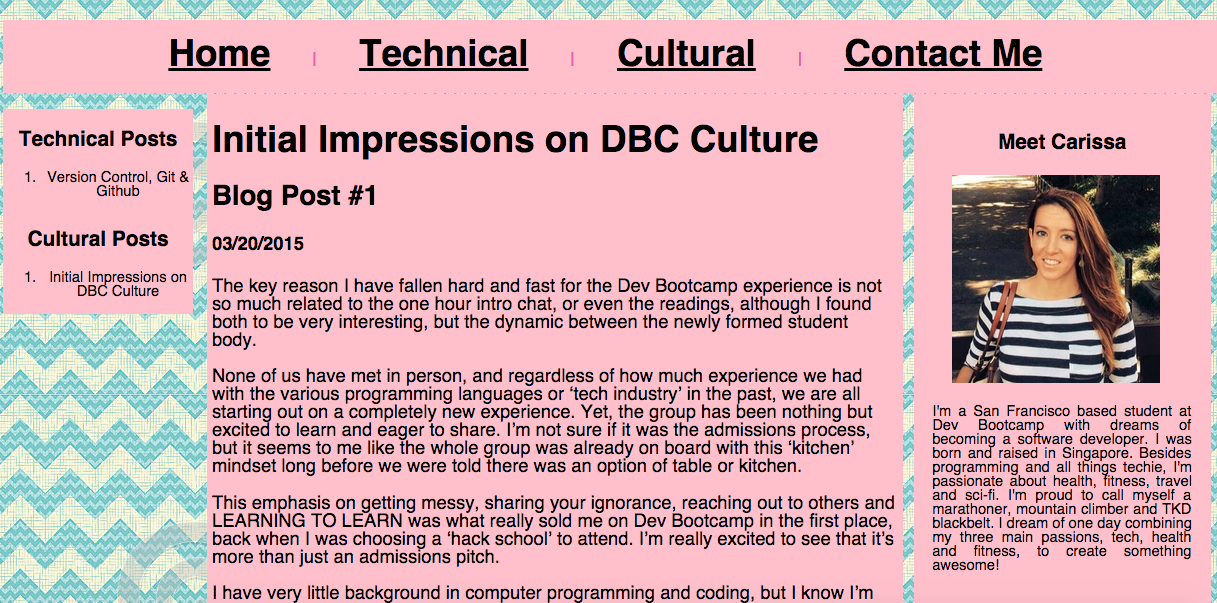 Home | Technical | Cultural | Contact Me
Technical Posts
1. Version Control, Git &
Github
Cultural Posts
1. Initial Impressions on
DBC Culture
Initial Impressions on DBC Culture
Blog Post #1
03/20/2015
The key reason I have fallen hard and fast for the Dev Bootcamp experience is not
so much related to the one hour intro chat, or even the readings, although I found
both to be very interesting, but the dynamic between the newly formed student
body.
None of us have met in person, and regardless of how much experience we had
with the various programming languages or ‘tech industry’ in the past, we are all
starting out on a completely new experience. Yet, the group has been nothing but
excited to learn and eager to share. I’m not sure if it was the admissions process,
but it seems to me like the whole group was already on board with this ‘kitchen’
mindset long before we were told there was an option of table or kitchen.
This emphasis on getting messy, sharing your ignorance, reaching out to others and
LEARNING TO LEARN was what really sold me on Dev Bootcamp in the first place,
back when I was choosing a ‘hack school’ to attend. I’m really excited to see that it’s
more than just an admissions pitch.
I have very little background in computer programming and coding, but I know I’m
Meet Carissa
I'm a San Francisco based student at
Dev Bootcamp with dreams of
becoming a software developer. I was
born and raised in Singapore. Besides
programming and all things techie, I'm
passionate about health, fitness, travel
and sci-fi. I'm proud to call myself a
marathoner, mountain climber and TKD
blackbelt. I dream of one day combining
my three main passions, tech, health
and fitness, to create something
awesome!